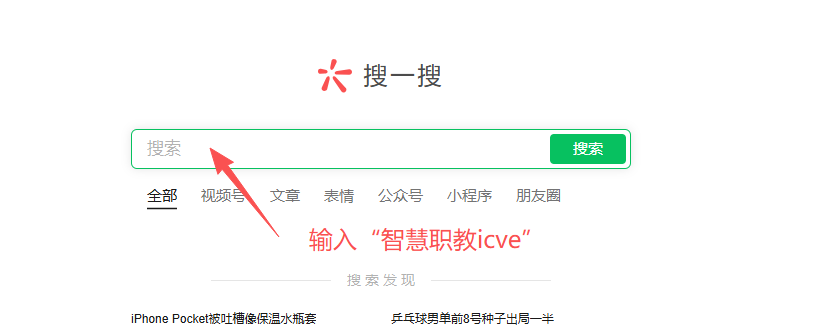 搜一搜
搜索 搜索
全部 视频号 文章 表情 公众号 小程序 朋友圈
输入“智慧职教icve”
搜索发现
iPhone Pocket被吐槽像保温水瓶套 乒乓球男单前8号种子出局一半